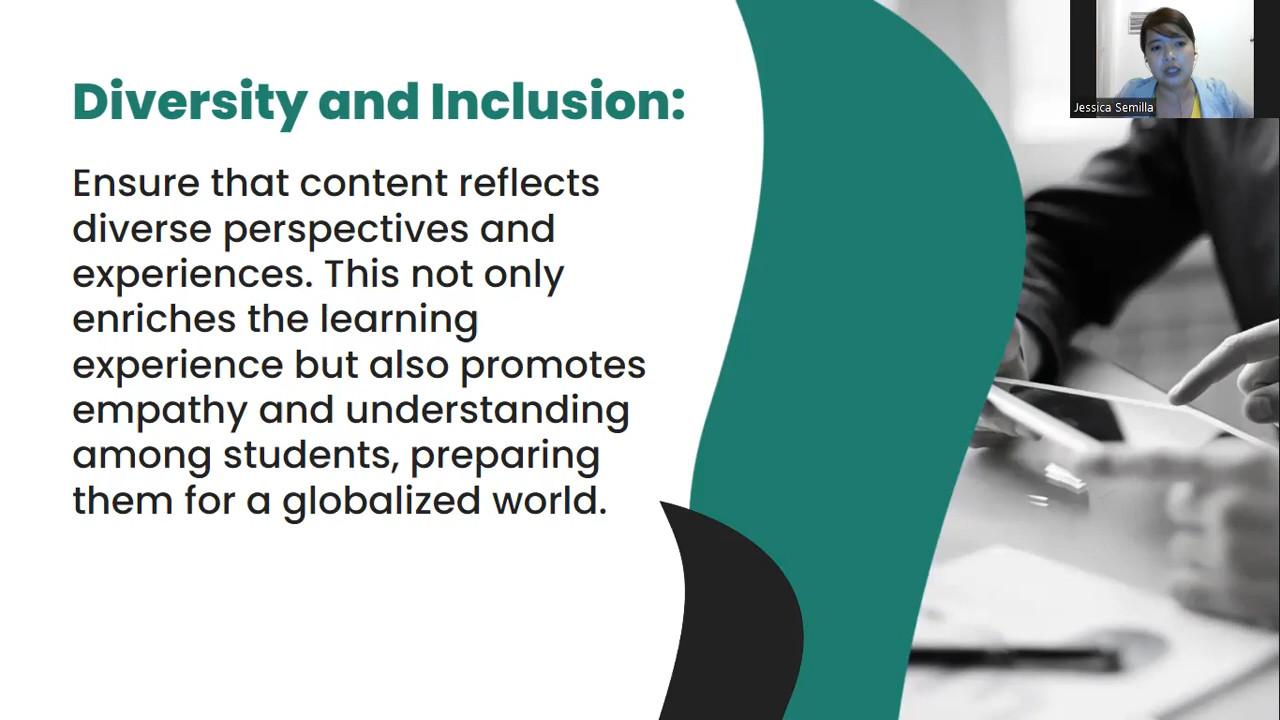 Diversity and Inclusion:
Ensure that content reflects
diverse perspectives and
experiences. This not only
enriches the learning
experience but also promotes
empathy and understanding
among students, preparing
them for a globalized world.
Jessica Semilla